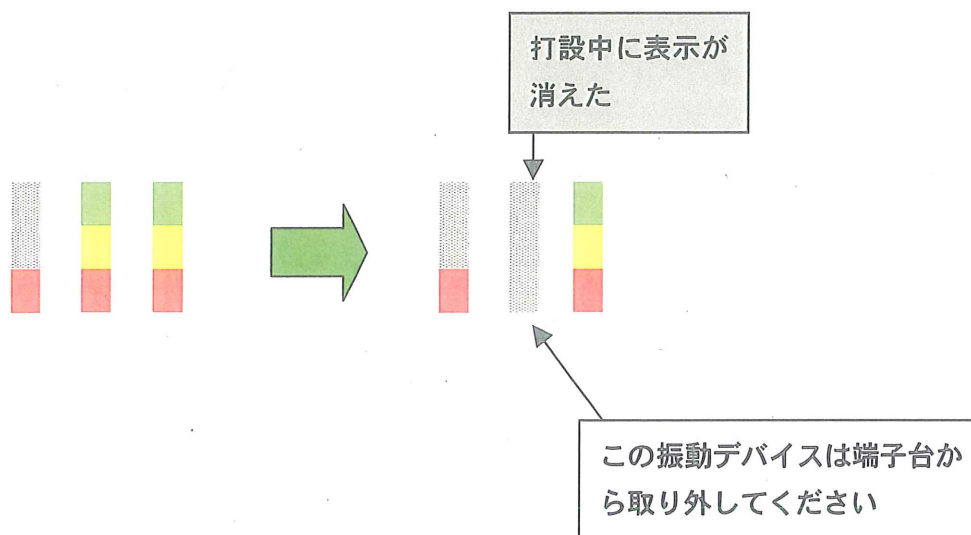 打設中に表示が
消えた
この振動デバイスは端子台か
ら取り外してください